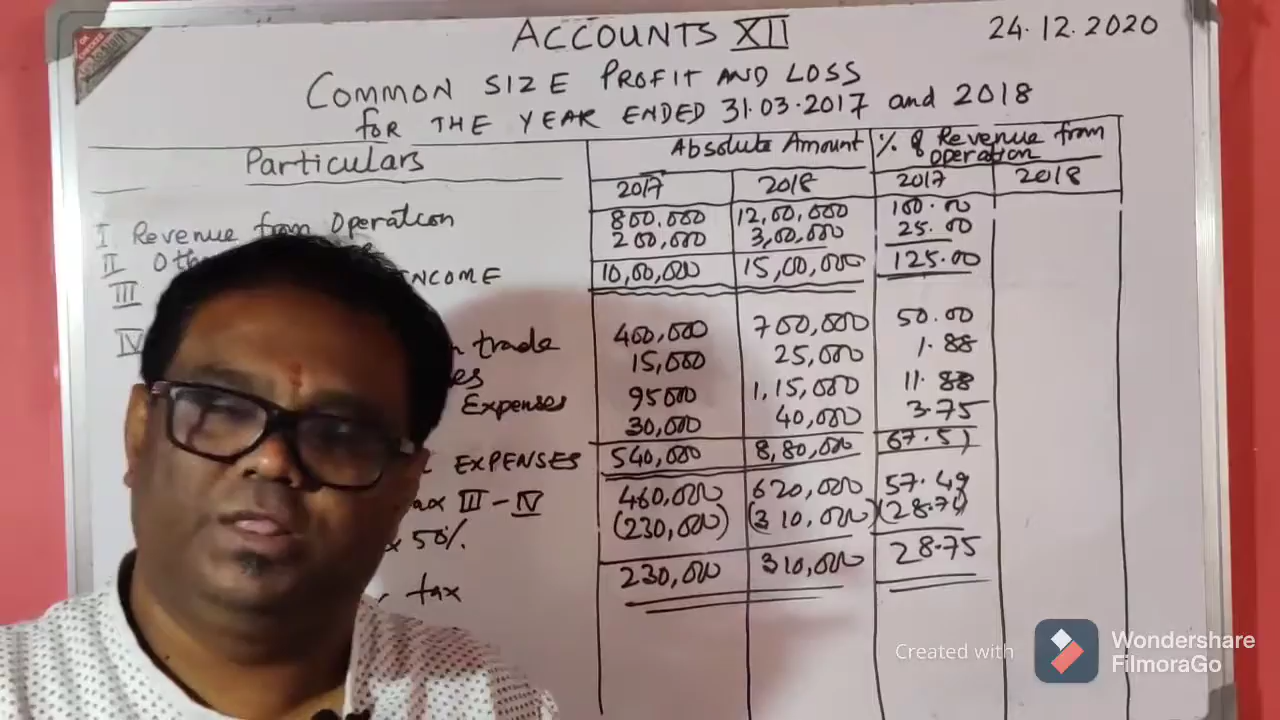 ACCOUNTS XII 24.12.2020
COMMON SIZE PROFIT AND LOSS
for THE YEAR ENDED 31.03.2017 and 2018
Particulars Absolute Amount % of Revenue from operation
2017 2018 2017 2018
I Revenue from Operation 800.000 12,00,000 100.00
II Oth 200,000 3,00,000 25.00
III INCOME 10,00,000 15,00,000 125.00
IV
trade 400,000 700,000 50.00
es 15,000 25,000 1.88
Expenses 95000 1,15,000 11.88
30,000 40,000 3.75
EXPENSES 540,000 8,80,000 67.51
III - IV 460,000 620,000 57.49
50% (230,000) (310,000) (28.74)
tax 230,000 310,000 28.75
Created with Wondershare FilmoraGo